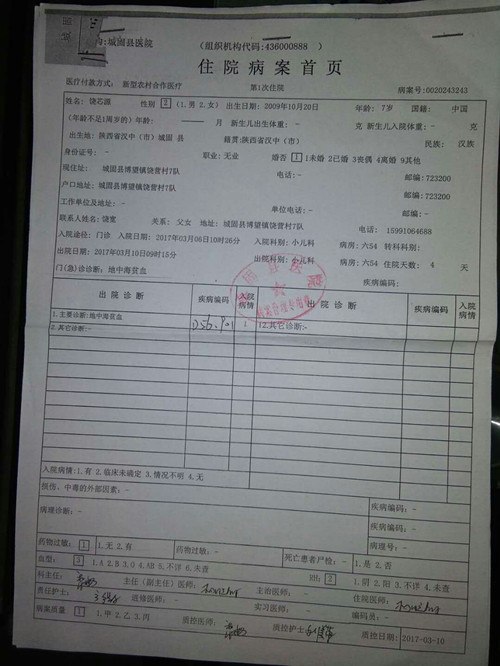 :城固县医院 (组织机构代码:436000888 )
住院病案首页
医疗付款方式: 新型农村合作医疗 第1次住院 病案号:0020243243
姓名 饶芯源 性别 2 (1.男 2.女) 出生日期:2009年10月20日 年龄:7岁 国籍: 中国
(年龄不足1周岁的)年龄: 月 新生儿出生体重: - 克 新生儿入院体重: - 克
出生地: 陕西省汉中(市)城固 县 籍贯:陕西省汉中(市) 民族: 汉族
身份证号: - 职业: 无业 婚否 1 1未婚 2已婚 3丧偶 4离婚 9其他
现住址: 城固县博望镇饶营村7队 电话:- 邮编:723200
户口地址: 城固县博望镇饶营村7队 邮编:723200
工作单位及地址: - 单位电话:- 邮编:-
联系人姓名:饶宽 关系: 父女 地址: 城固县博望镇饶营村7队 电话: 15991064688
入院途径: 门诊 入院日期: 2017年03月06日10时26分 入院科别:小儿科 病房:六54 转科科别:
出院日期: 2017年03月10日09时15分 出院科别:小儿科 病房:六54 住院天数: 4 天
门(急)诊诊断: 地中海贫血 疾病编码:
出院诊断 疾病编码 入院病情 出院诊断 疾病编码 入院病情
1.主要诊断:地中海贫血 D56.901 1 12.其它诊断:-
2.其它诊断:-
入院病情:1.有 2.临床未确定 3.情况不明 4.无
损伤、中毒的外部因素: - 疾病编码:
病理诊断: - 疾病编码: -
病理号: -
药物过敏: 1 1.无 2.有 药物过敏: - 死亡患者尸检: - 1.是 2.否
血型: 3 1.A 2.B 3.O 4.AB 5.不详 6.未查 Rh: 2 1.阴 2.阳 3.不详 4.未查
科主任: 主任(副主任)医师: 主治医师: - 住院医师:
责任护士: 进修医师: - 实习医师: - 编码员: -
病案质量: 1 1.甲 2.乙 3.丙 质控医师: 质控护士: 质控日期: 2017-03-10